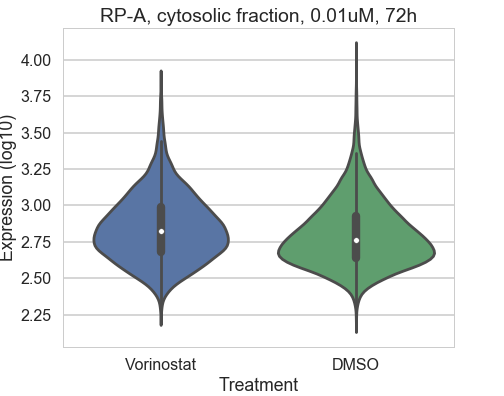 RP-A, cytosolic fraction, 0.01uM, 72h
Expression (log10)
4.00
3.75
3.50
3.25
3.00
2.75
2.50
2.25
Vorinostat DMSO
Treatment